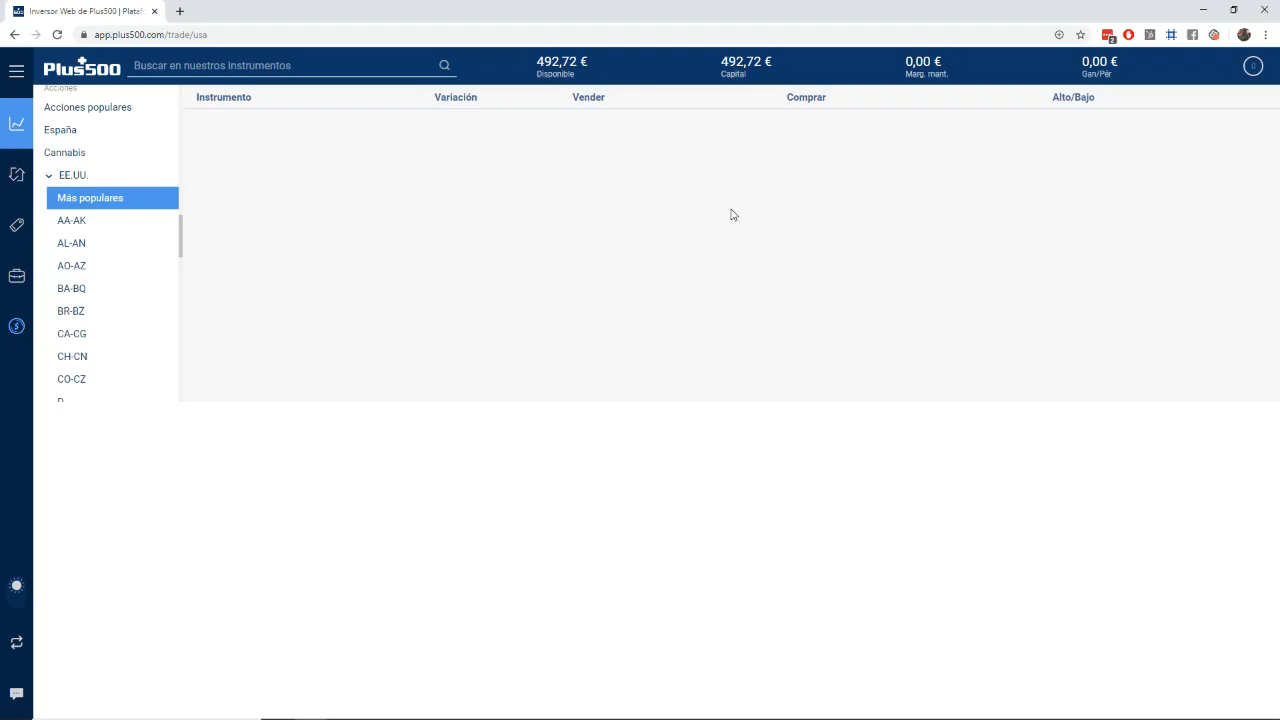 Inversor Web de Plus500 | Plataf
app.plus500.com/trade/usa
2
Plus500
Buscar en nuestros instrumentos
492,72 €
Disponible
492,72 €
Capital
0,00 €
Marg. mant.
0,00 €
Gan/Pér
0
Acciones
Instrumento
Variación
Vender
Comprar
Alto/Bajo
Acciones populares
España
Cannabis
EE.UU.
Más populares
AA-AK
AL-AN
AO-AZ
BA-BQ
BR-BZ
CA-CG
CH-CN
CO-CZ